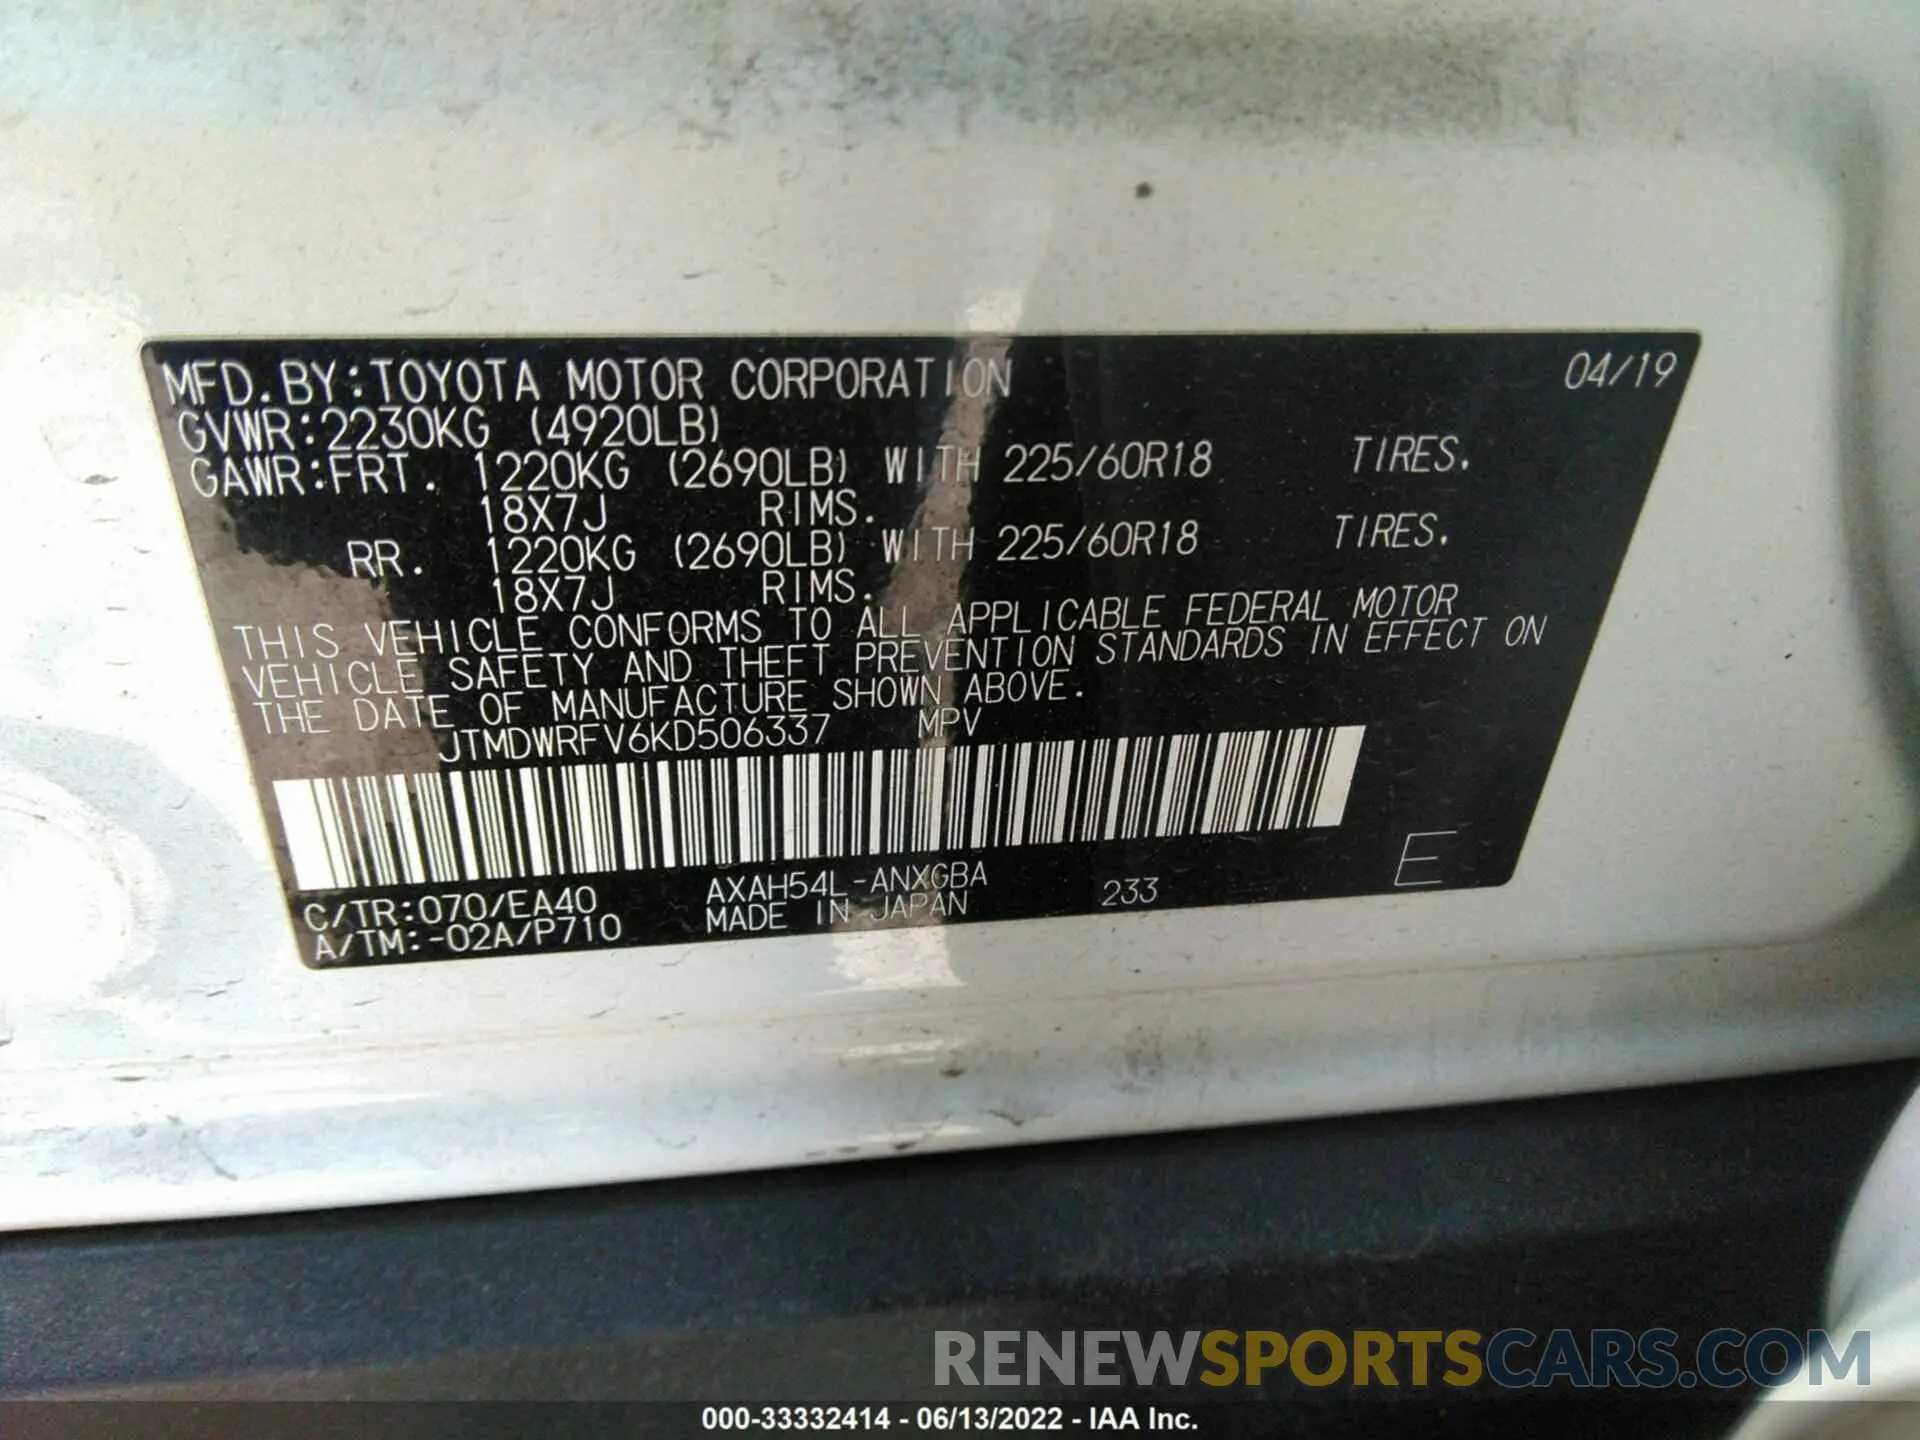 MFD.BY:TOYOTA MOTOR CORPORATION 04/19
GVWR:2230KG (4920LB)
GAWR:FRT. 1220KG (2690LB) WITH 225/60R18 TIRES.
18X7J RIMS.
RR. 1220KG (2690LB) WITH 225/60R18 TIRES.
18X7J RIMS.
THIS VEHICLE CONFORMS TO ALL APPLICABLE FEDERAL MOTOR
VEHICLE SAFETY AND THEFT PREVENTION STANDARDS IN EFFECT ON
THE DATE OF MANUFACTURE SHOWN ABOVE.
JTMDWRFV6KD506337 MPV
C/TR:070/EA40 AXAH54L-ANXGBA 233 E
A/TM:-02A/P710 MADE IN JAPAN
RENEWSPORTSCARS.COM
000-33332414 - 06/13/2022 - IAA Inc.